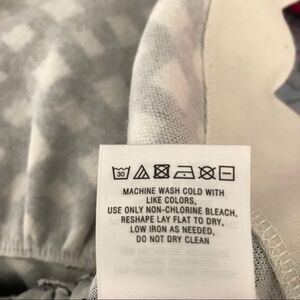 30
MACHINE WASH COLD WITH
LIKE COLORS,
USE ONLY NON-CHLORINE BLEACH,
RESHAPE LAY FLAT TO DRY,
LOW IRON AS NEEDED,
DO NOT DRY CLEAN